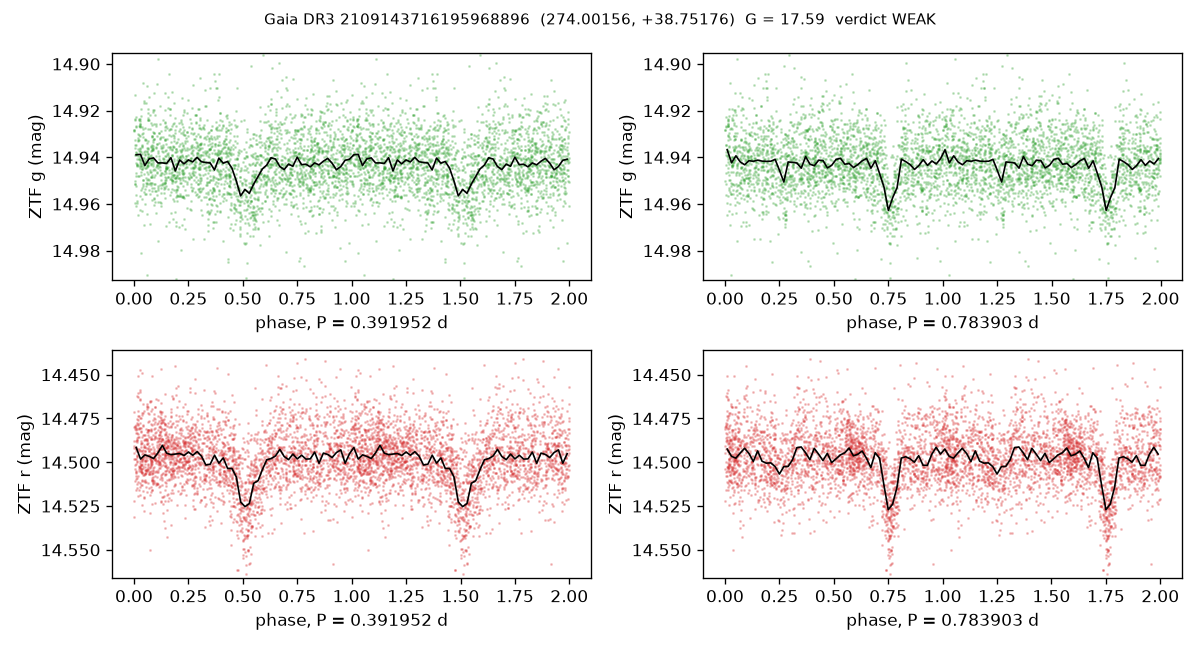 Gaia DR3 2109143716195968896 (274.00156, +38.75176) G = 17.59 verdict WEAK
14.90
14.92
14.94
14.96
14.98
ZTF g (mag)
0.00 0.25 0.50 0.75 1.00 1.25 1.50 1.75 2.00
phase, P = 0.391952 d
14.90
14.92
14.94
14.96
14.98
ZTF g (mag)
0.00 0.25 0.50 0.75 1.00 1.25 1.50 1.75 2.00
phase, P = 0.783903 d
14.450
14.475
14.500
14.525
14.550
ZTF r (mag)
0.00 0.25 0.50 0.75 1.00 1.25 1.50 1.75 2.00
phase, P = 0.391952 d
14.450
14.475
14.500
14.525
14.550
ZTF r (mag)
0.00 0.25 0.50 0.75 1.00 1.25 1.50 1.75 2.00
phase, P = 0.783903 d